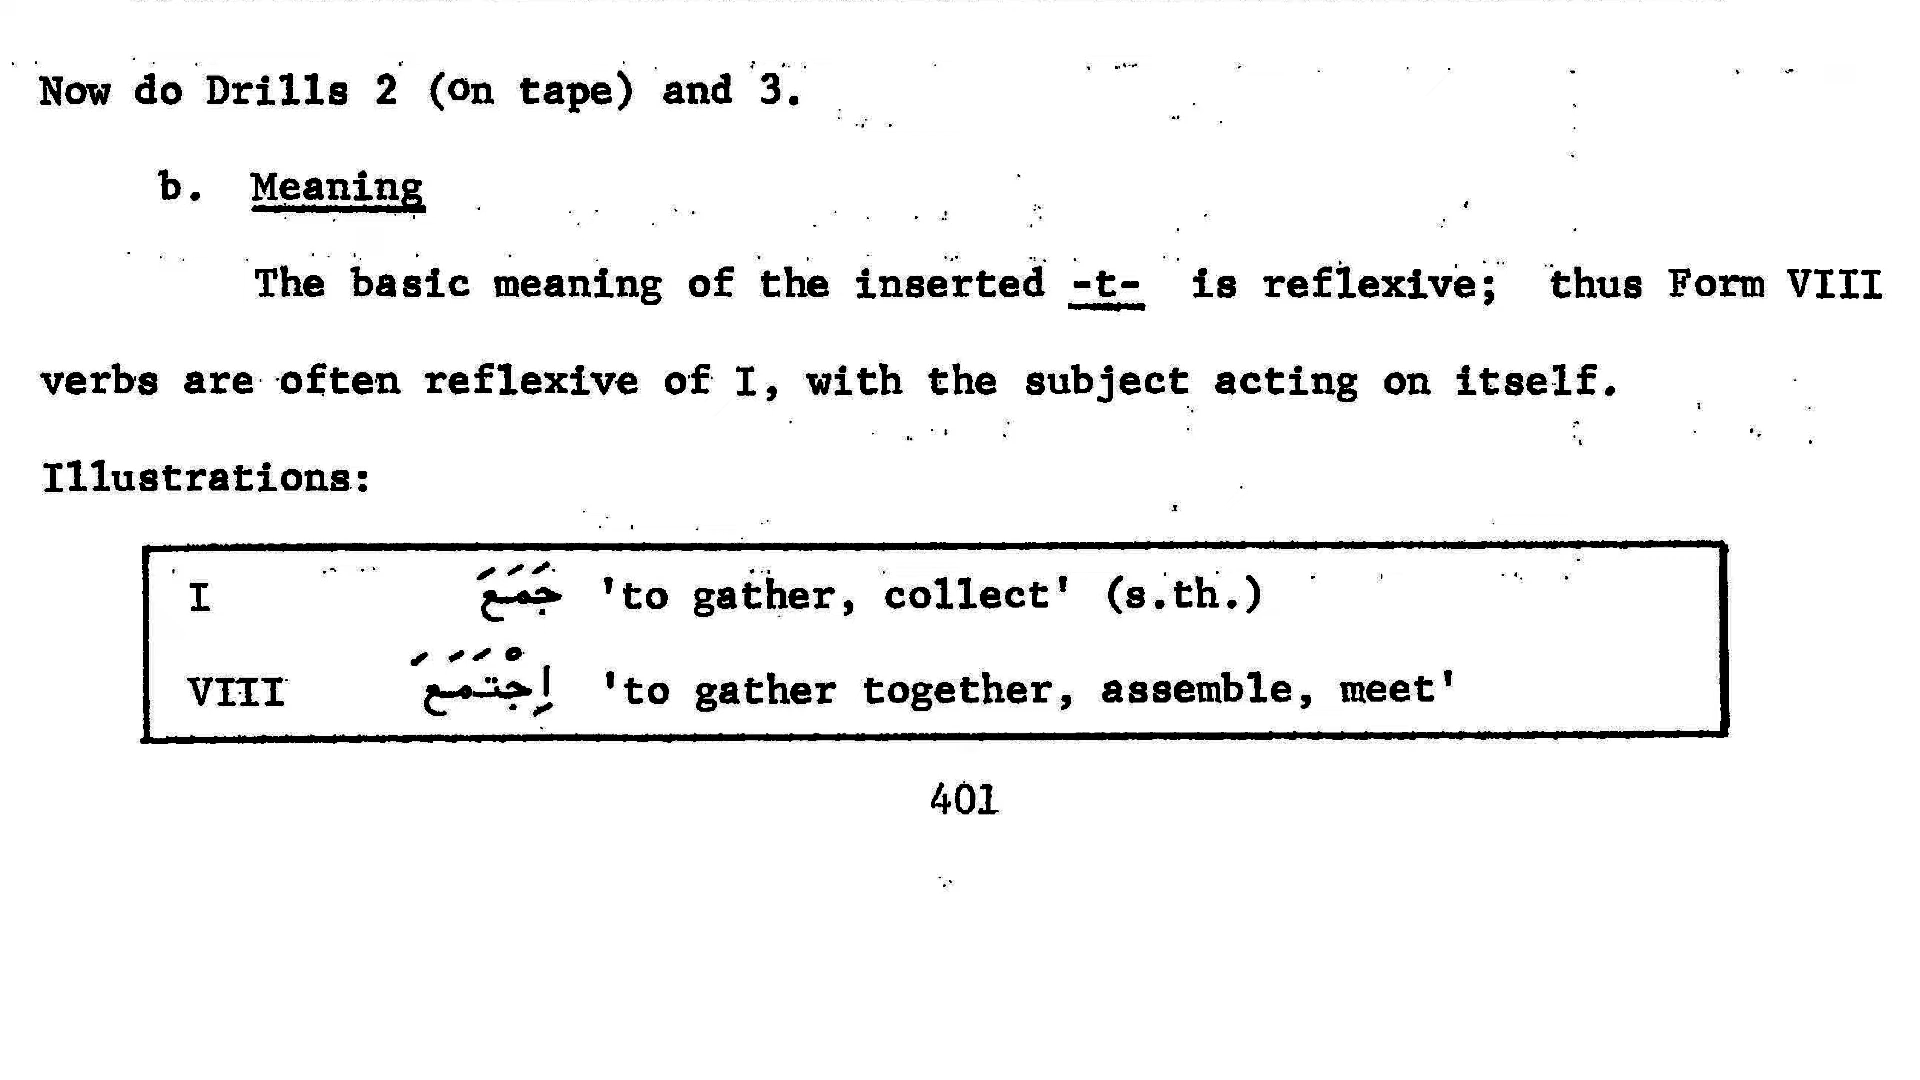 Now do Drills 2 (On tape) and 3.
b. Meaning
The basic meaning of the inserted -t- is reflexive; thus Form VIII
verbs are often reflexive of I, with the subject acting on itself.
Illustrations:
I جَمَعَ 'to gather, collect' (s.th.)
VIII اِجْتَمَعَ 'to gather together, assemble, meet'
401